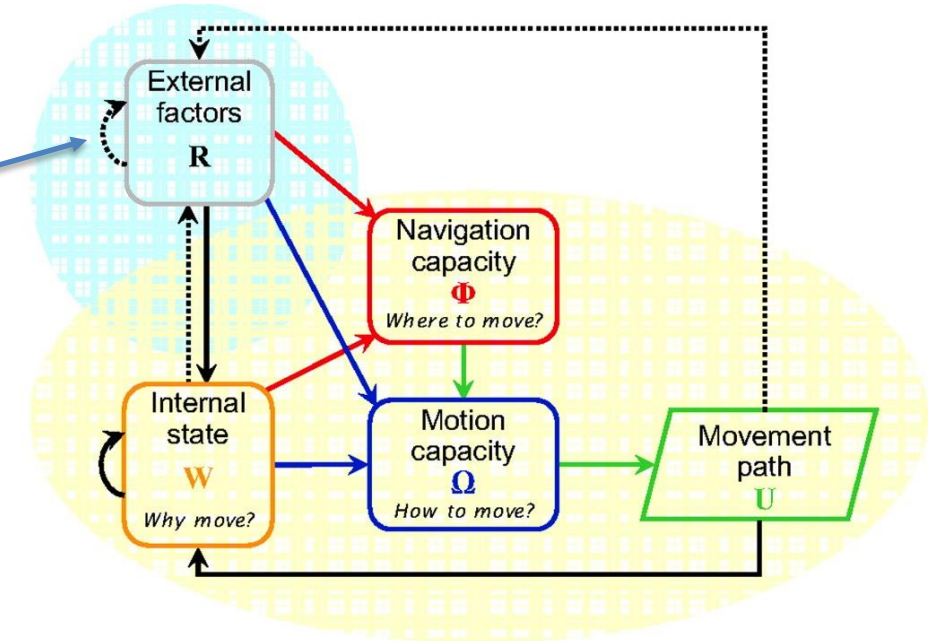 External
factors
R
Navigation
capacity
Φ
Where to move?
Internal
state
W
Why move?
Motion
capacity
Ω
How to move?
Movement
path
U